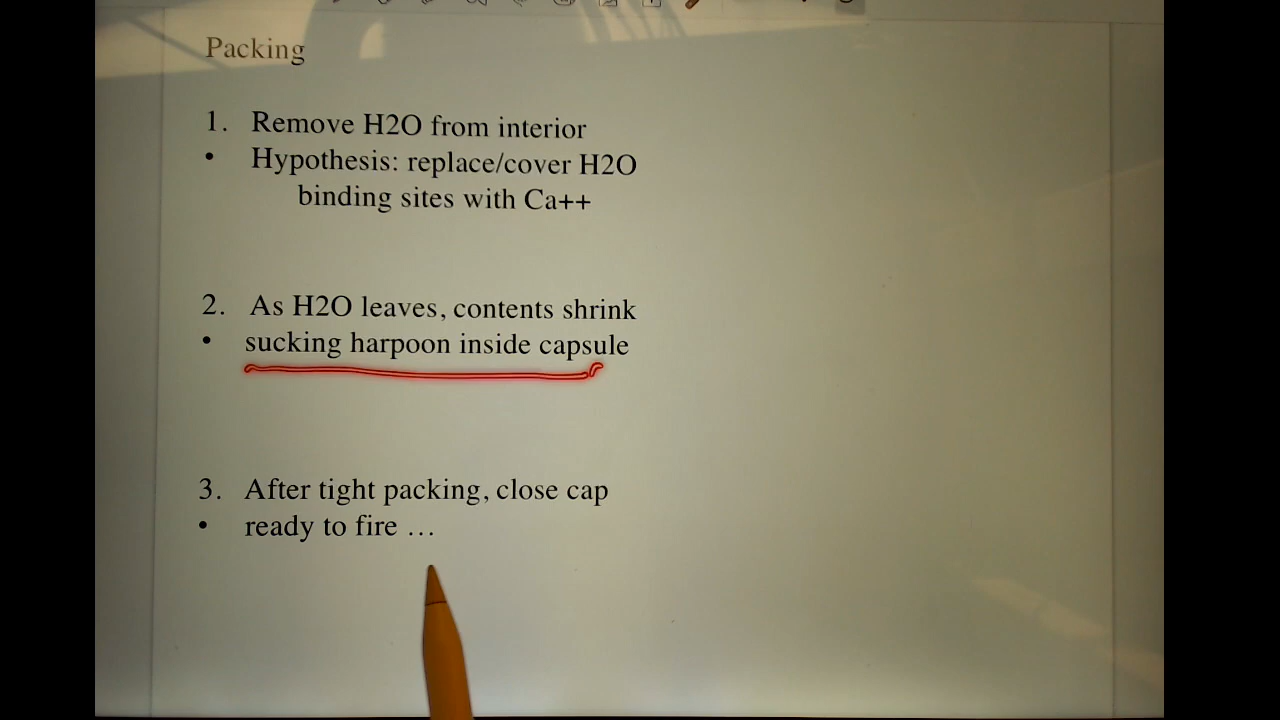 Packing
1. Remove H2O from interior
• Hypothesis: replace/cover H2O
binding sites with Ca++
2. As H2O leaves, contents shrink
• sucking harpoon inside capsule
3. After tight packing, close cap
• ready to fire …